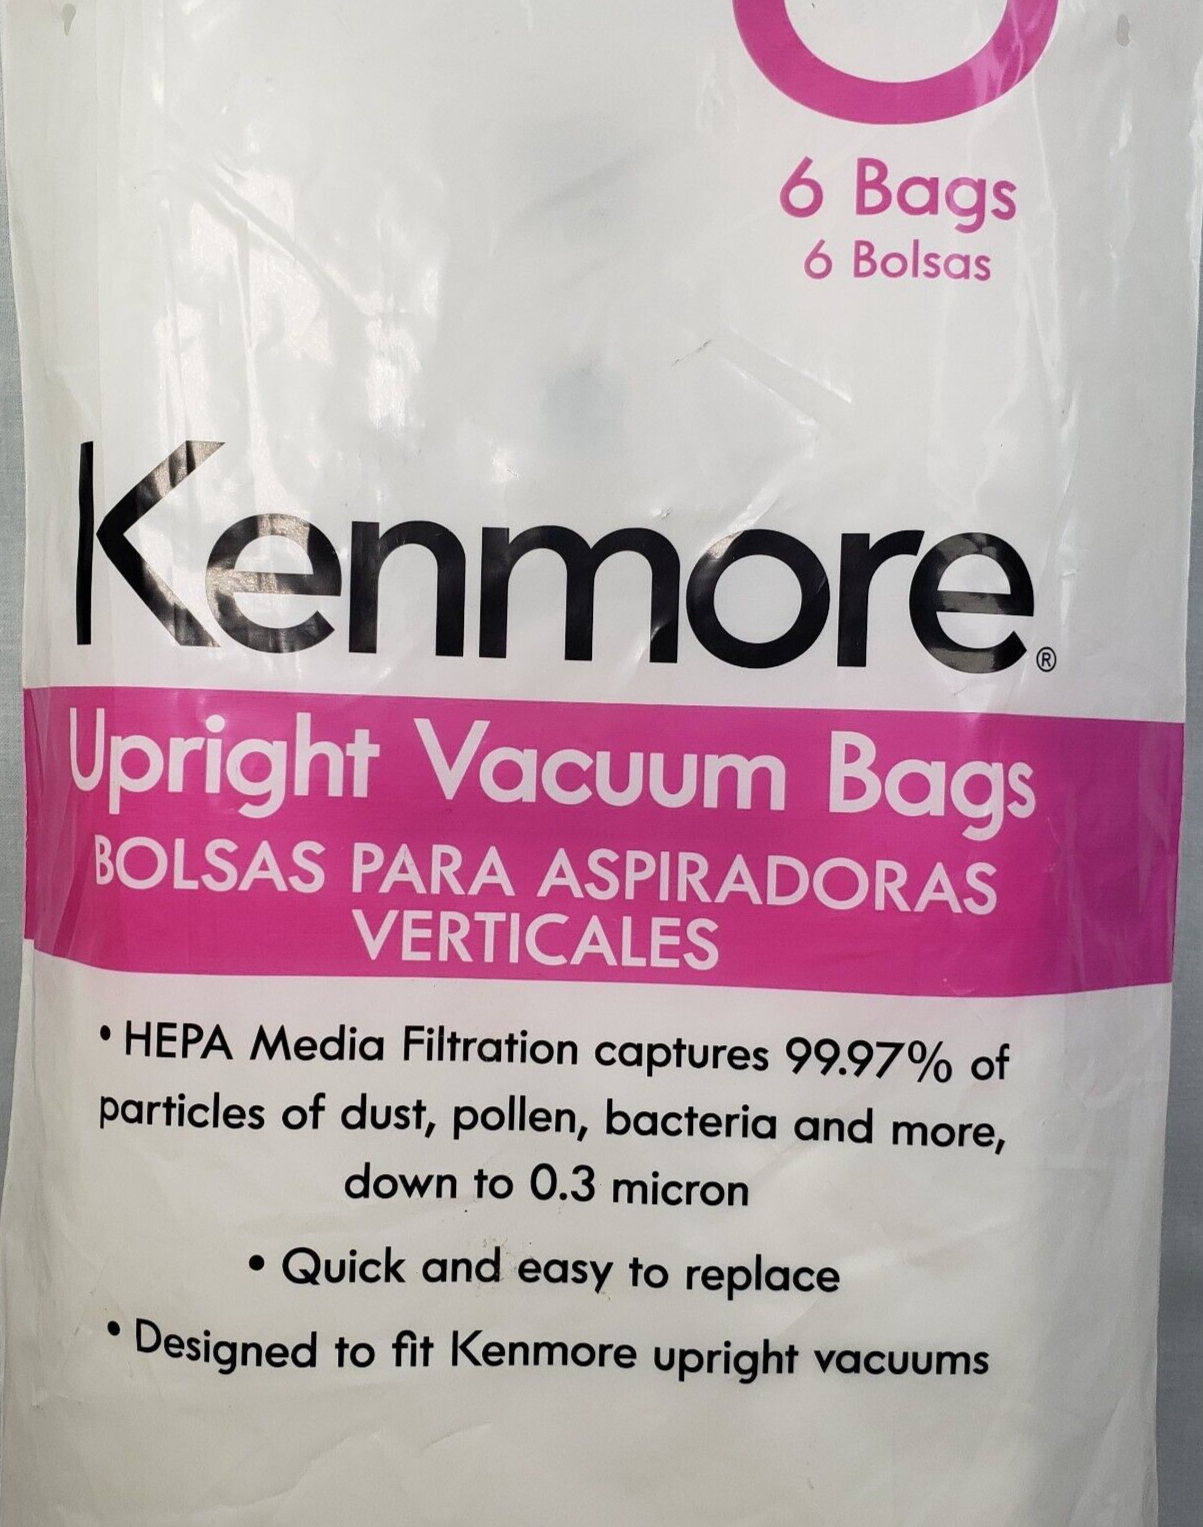 6 Bags
6 Bolsas
Kenmore®
Upright Vacuum Bags
BOLSAS PARA ASPIRADORAS
VERTICALES
• HEPA Media Filtration captures 99.97% of
particles of dust, pollen, bacteria and more,
down to 0.3 micron
• Quick and easy to replace
• Designed to fit Kenmore upright vacuums